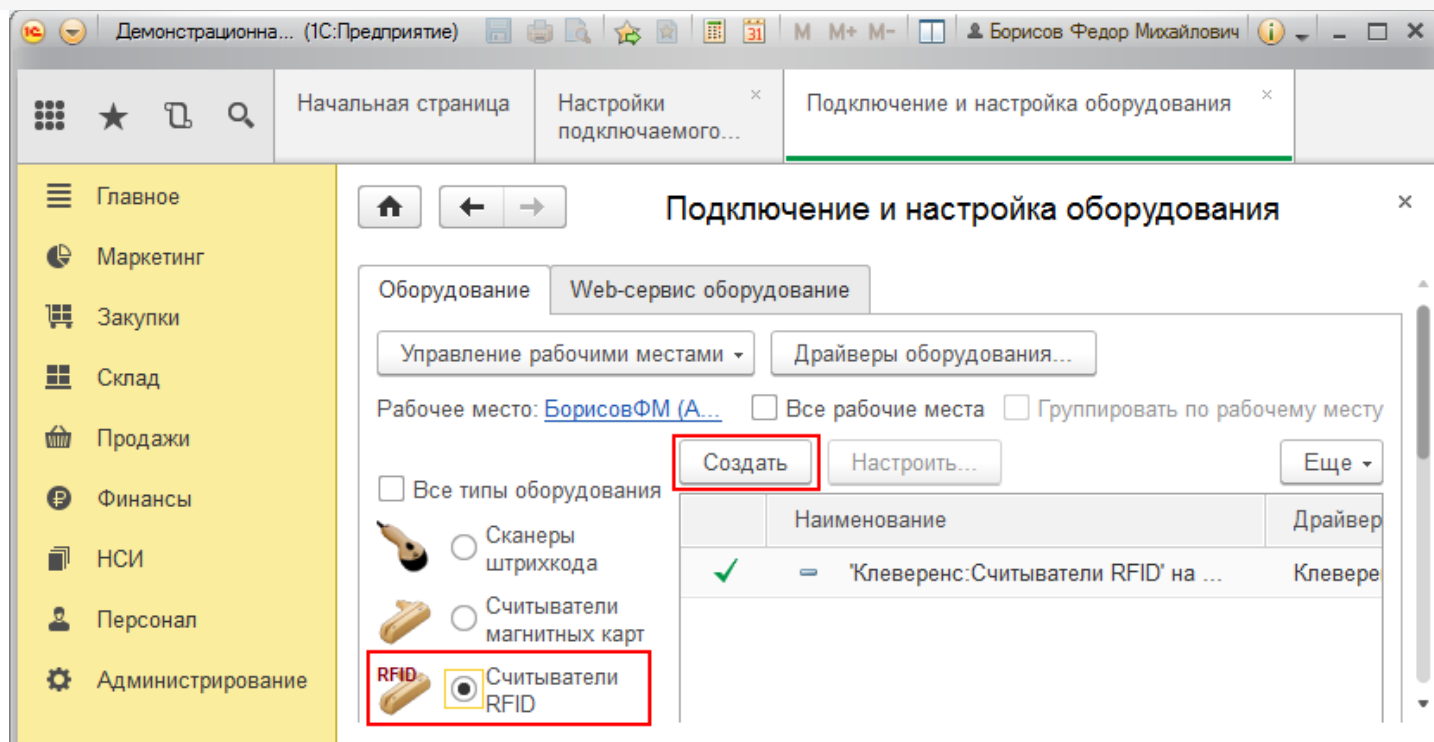 Демонстрационна... (1С:Предприятие) 31 M M+ M- Борисов Федор Михайлович
Начальная страница
Настройки
подключаемого...
Подключение и настройка оборудования
Главное
Маркетинг
Закупки
Склад
Продажи
Финансы
НСИ
Персонал
Администрирование
Подключение и настройка оборудования
Оборудование Web-сервис оборудование
Управление рабочими местами Драйверы оборудования...
Рабочее место: БорисовФМ (А... Все рабочие места Группировать по рабочему месту
Создать Настроить... Еще
Все типы оборудования
Сканеры
штрихкода
Считыватели
магнитных карт
RFID Считыватели
RFID
Наименование Драйвер
'Клеверенс:Считыватели RFID' на ... Клевере